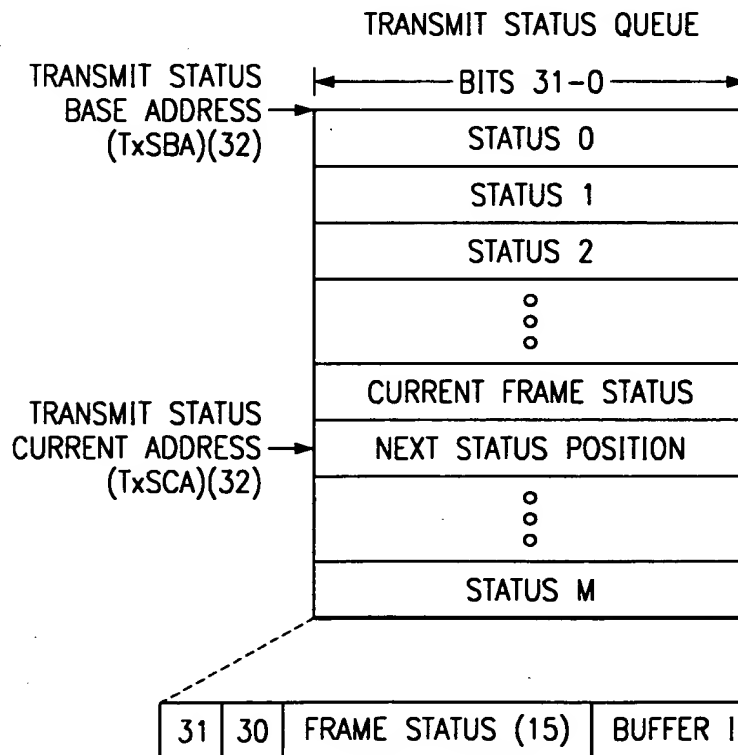 TRANSMIT STATUS QUEUE
TRANSMIT STATUS
BASE ADDRESS
(TxSBA)(32)
BITS 31-0
STATUS 0
STATUS 1
STATUS 2
CURRENT FRAME STATUS
TRANSMIT STATUS
CURRENT ADDRESS
(TxSCA)(32)
NEXT STATUS POSITION
STATUS M
31 30 FRAME STATUS (15) BUFFER